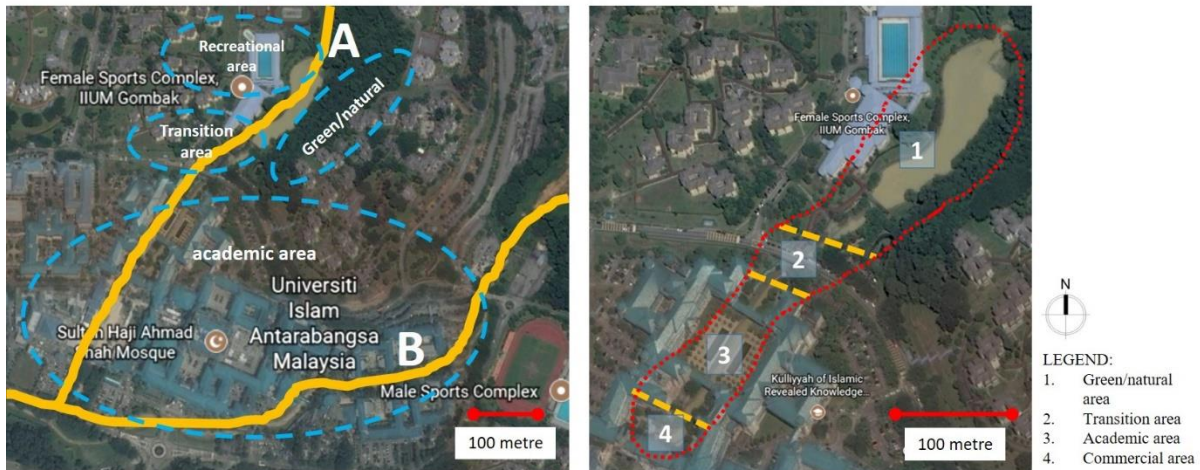 A
Recreational
area
Female Sports Complex,
IIUM Gombak
Transition
area
Green/natural
academic area
Universiti
Islam
Antarabangsa
Malaysia
Sultan Haji Ahmad
hah Mosque
B
Male Sports Complex
100 metre
Female Sports Complex,
IIUM Gombak
1
2
3
Kulliyyah of Islamic
Revealed Knowledge...
4
100 metre
N
LEGEND:
1. Green/natural
area
2. Transition area
3. Academic area
4. Commercial area